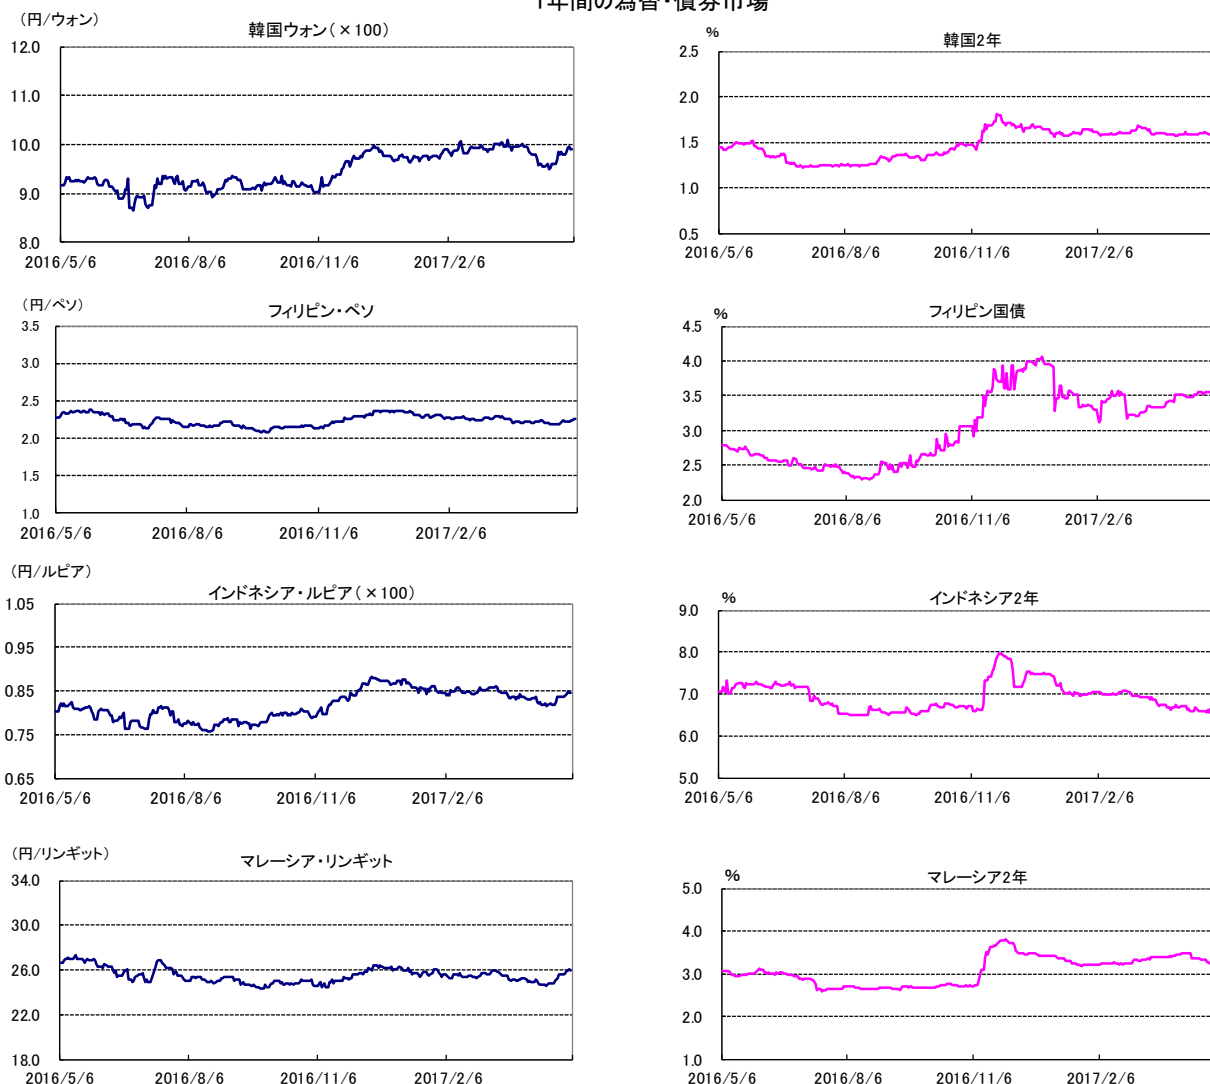 1年間の為替・債券市場
（円/ウォン）
韓国ウォン（×100）
12.0
11.0
10.0
9.0
8.0
2016/5/6 2016/8/6 2016/11/6 2017/2/6
%
韓国2年
2.5
2.0
1.5
1.0
0.5
2016/5/6 2016/8/6 2016/11/6 2017/2/6
（円/ペソ）
フィリピン・ペソ
3.5
3.0
2.5
2.0
1.5
1.0
2016/5/6 2016/8/6 2016/11/6 2017/2/6
%
フィリピン国債
4.5
4.0
3.5
3.0
2.5
2.0
2016/5/6 2016/8/6 2016/11/6 2017/2/6
（円/ルピア）
インドネシア・ルピア（×100）
1.05
0.95
0.85
0.75
0.65
2016/5/6 2016/8/6 2016/11/6 2017/2/6
%
インドネシア2年
9.0
8.0
7.0
6.0
5.0
2016/5/6 2016/8/6 2016/11/6 2017/2/6
（円/リンギット）
マレーシア・リンギット
34.0
30.0
26.0
22.0
18.0
2016/5/6 2016/8/6 2016/11/6 2017/2/6
%
マレーシア2年
5.0
4.0
3.0
2.0
1.0
2016/5/6 2016/8/6 2016/11/6 2017/2/6